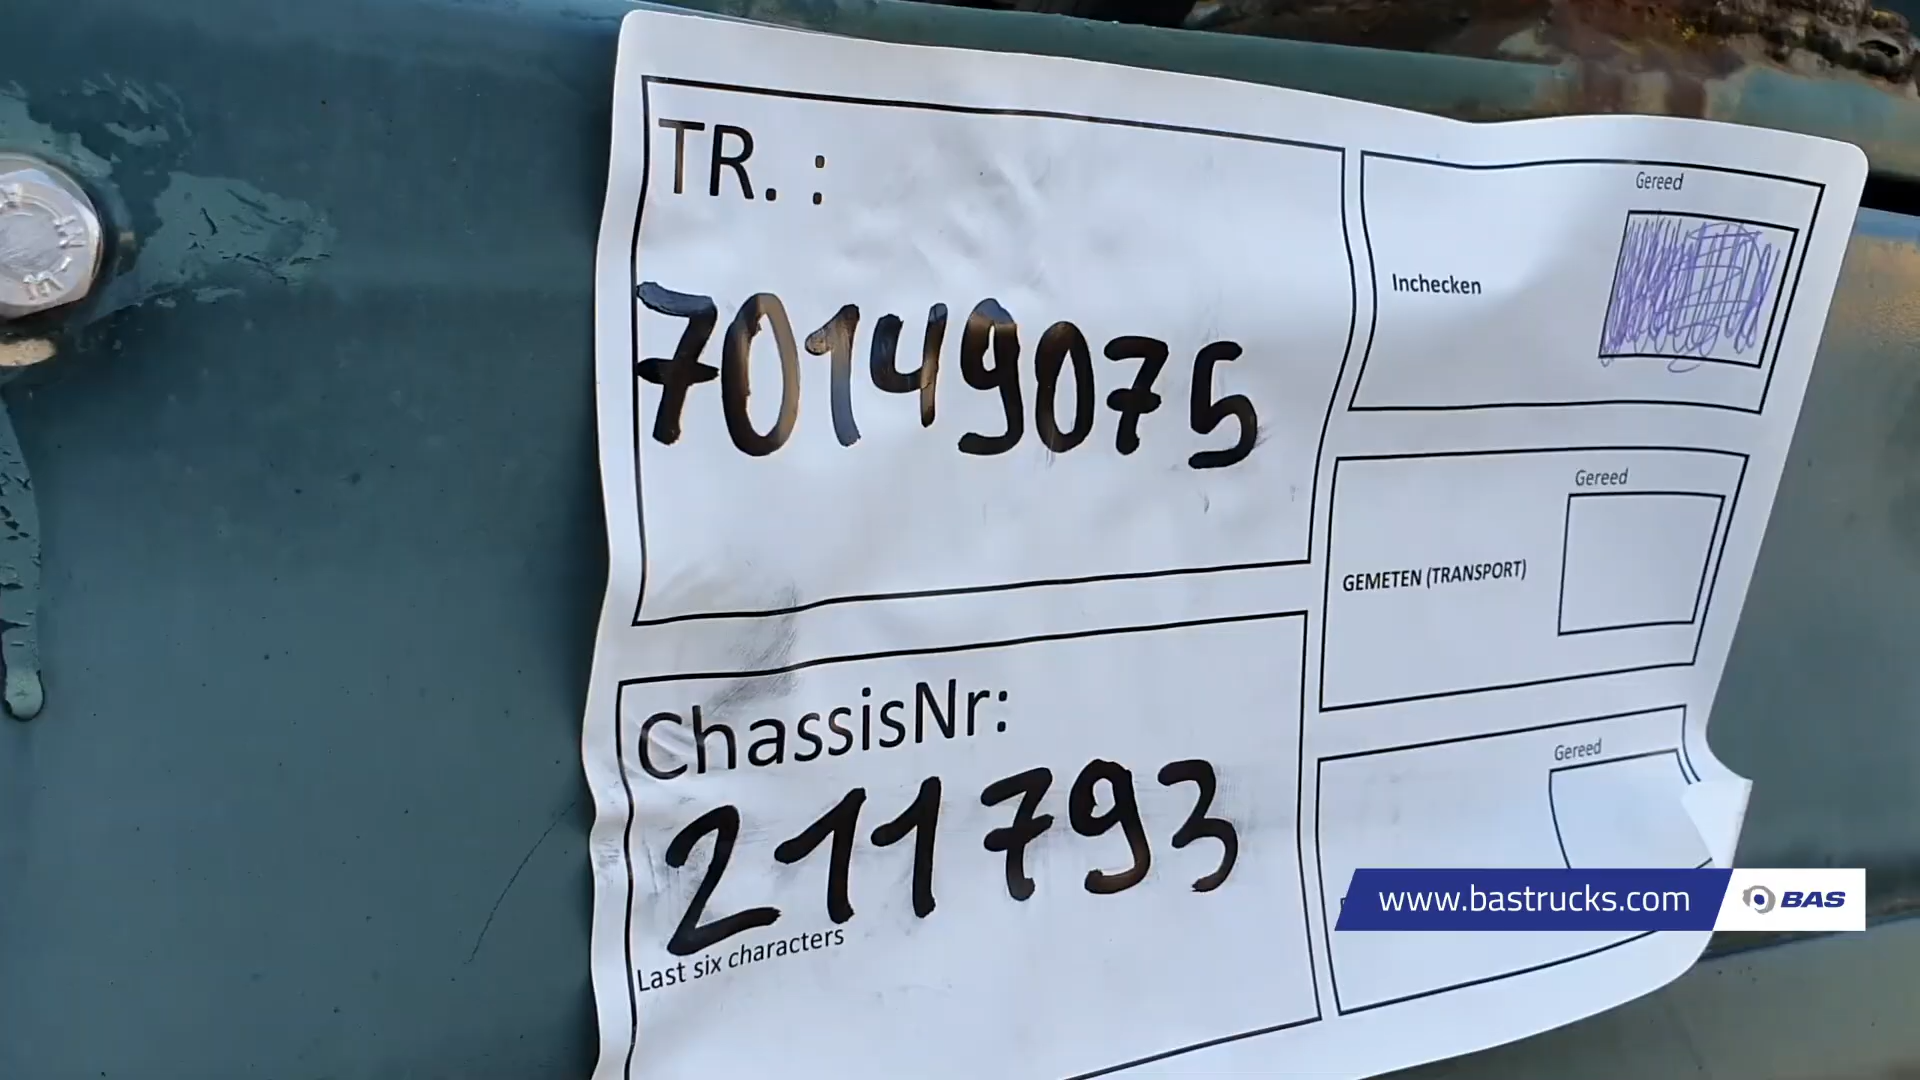 TR. :
70149075
ChassisNr:
211793
Last six characters
Gereed
Inchecken
Gereed
GEMETEN (TRANSPORT)
Gereed
www.bastrucks.com
BAS